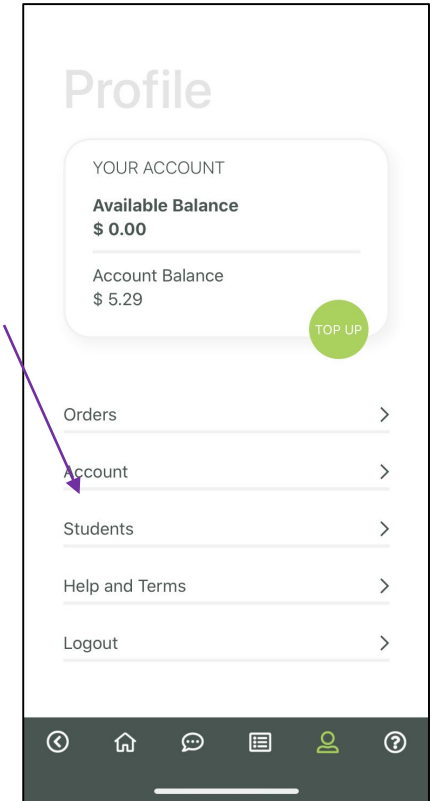 Profile
YOUR ACCOUNT
Available Balance
$ 0.00
Account Balance
$ 5.29
TOP UP
Orders
Account
Students
Help and Terms
Logout